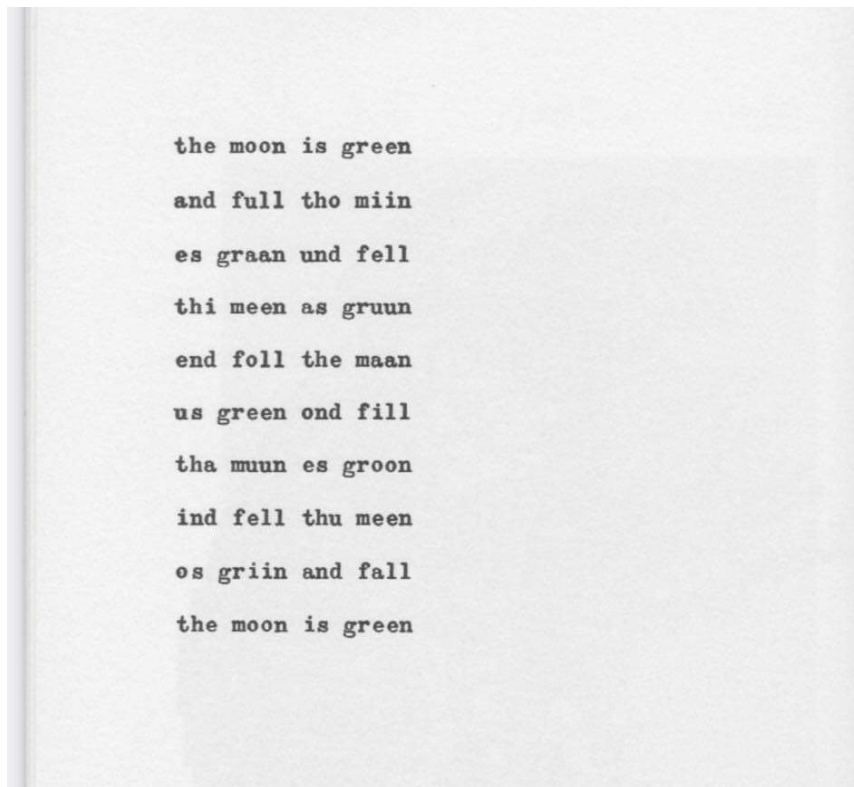 the moon is green
and full tho miin
es graan und fell
thi meen as gruun
end foll the maan
us green ond fill
tha muun es groon
ind fell thu meen
os griin and fall
the moon is green